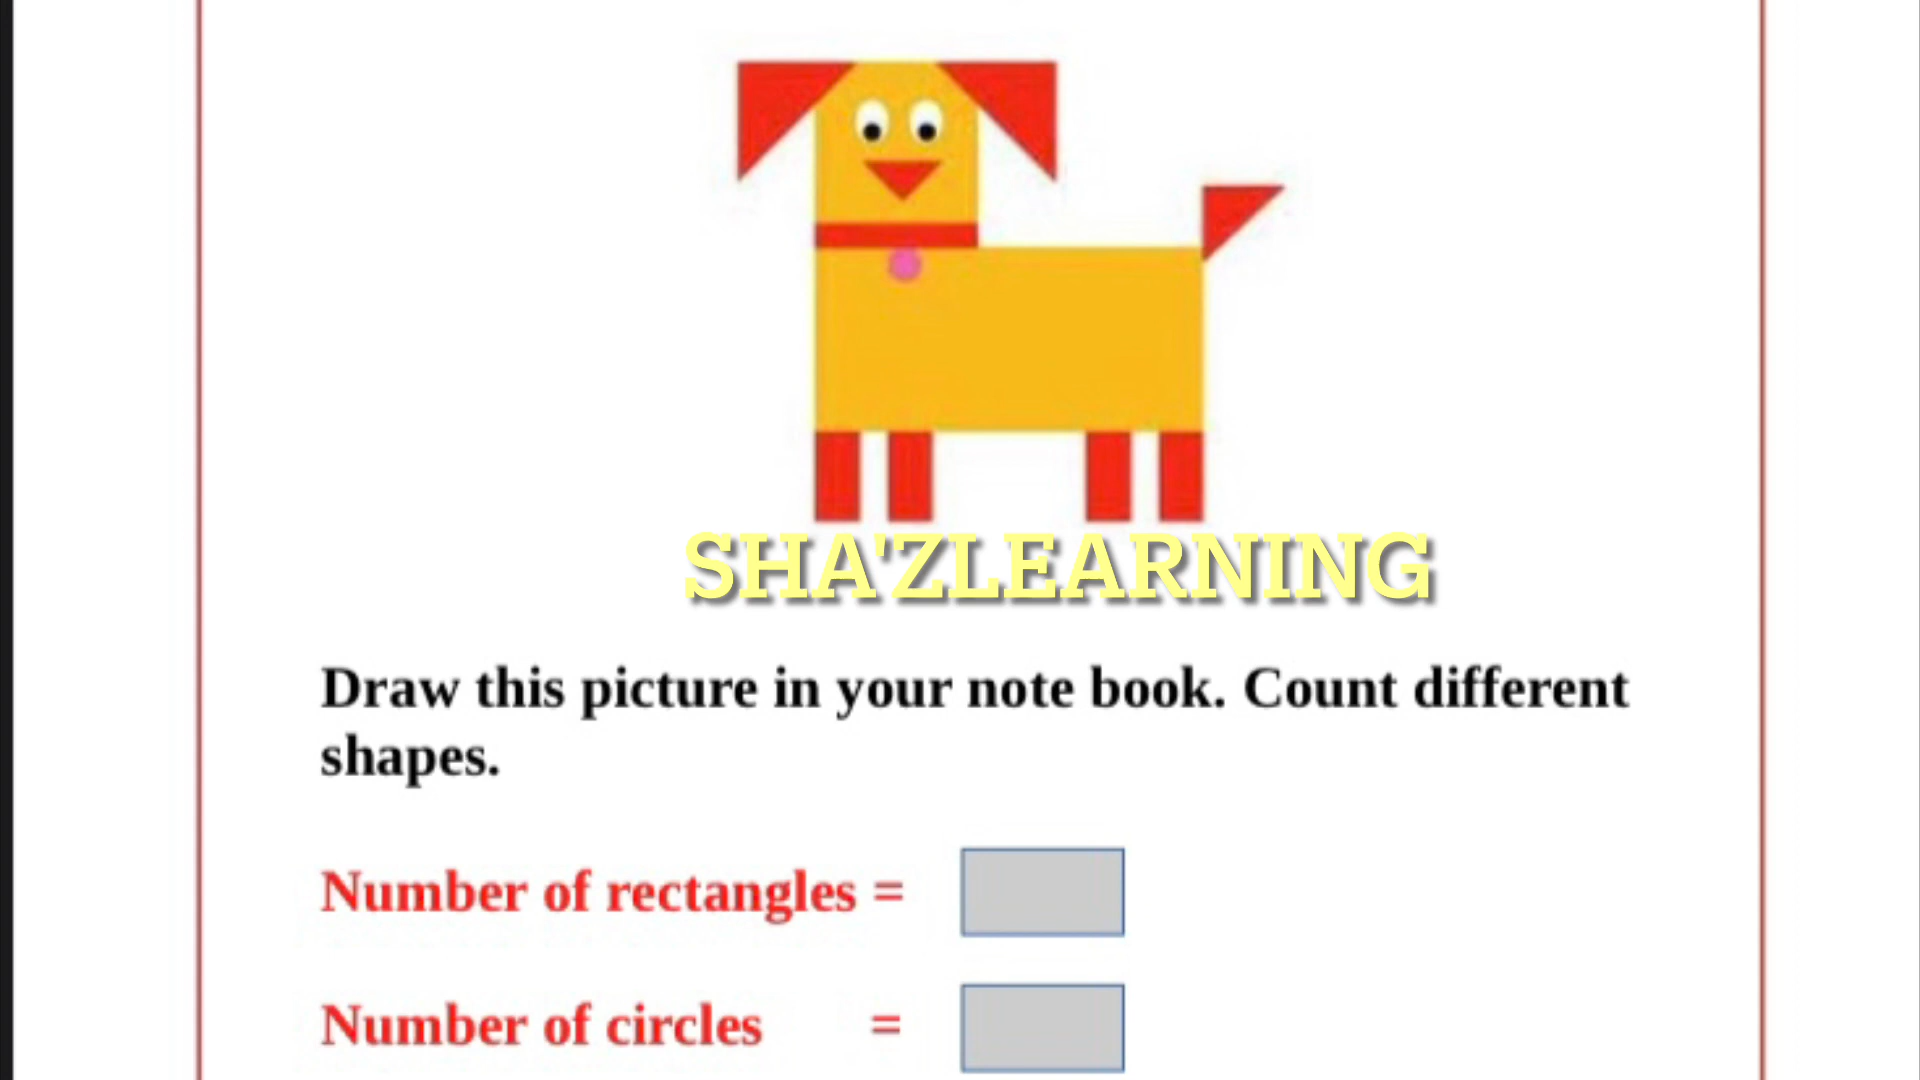 SHA'ZLEARNING
Draw this picture in your note book. Count different
shapes.
Number of rectangles =
Number of circles =